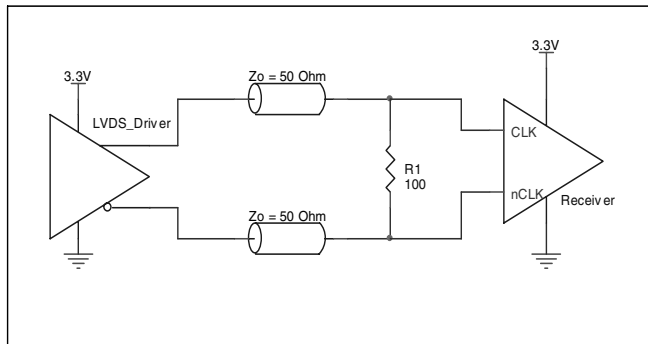 3.3V
Zo = 50 Ohm
3.3V
LVDS_Driver
CLK
R1
100
nCLK
Receiver
Zo = 50 Ohm